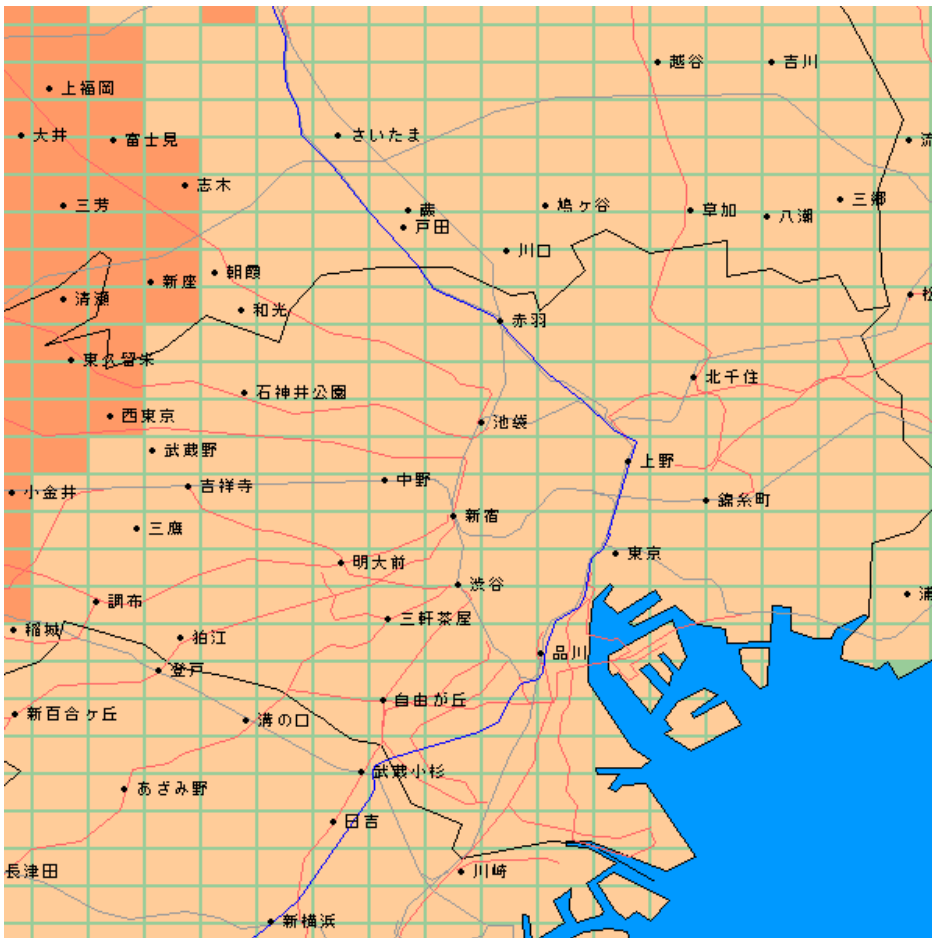 越谷
吉川
上福岡
大井
富士見
さいたま
流
志木
三芳
蕨
鳩ヶ谷
草加
八潮
三郷
戸田
川口
朝霞
新座
清瀬
松
和光
赤羽
東久留米
北千住
石神井公園
西東京
池袋
武蔵野
上野
中野
吉祥寺
小金井
錦糸町
新宿
三鷹
東京
明大前
渋谷
浦
調布
三軒茶屋
稲城
狛江
品川
登戸
自由が丘
新百合ヶ丘
溝の口
武蔵小杉
あざみ野
日吉
長津田
川崎
新横浜